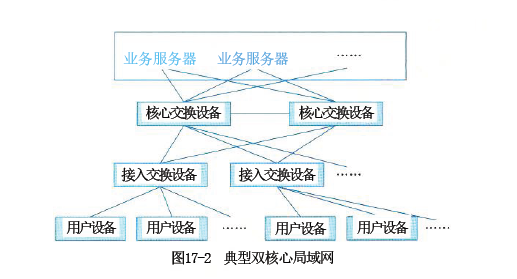 业务服务器 业务服务器 ……
核心交换设备 核心交换设备
接入交换设备 接入交换设备 ……
用户设备 用户设备 …… 用户设备 用户设备 ……
图17-2 典型双核心局域网